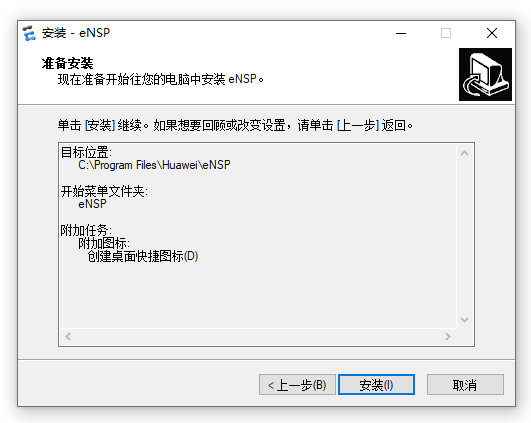 安装 - eNSP
准备安装
现在准备开始往您的电脑中安装 eNSP。
单击 [安装] 继续。如果想要回顾或改变设置，请单击 [上一步] 返回。
目标位置:
C:\Program Files\Huawei\eNSP
开始菜单文件夹:
eNSP
附加任务:
附加图标:
创建桌面快捷图标(D)
< 上一步(B)
安装(I)
取消